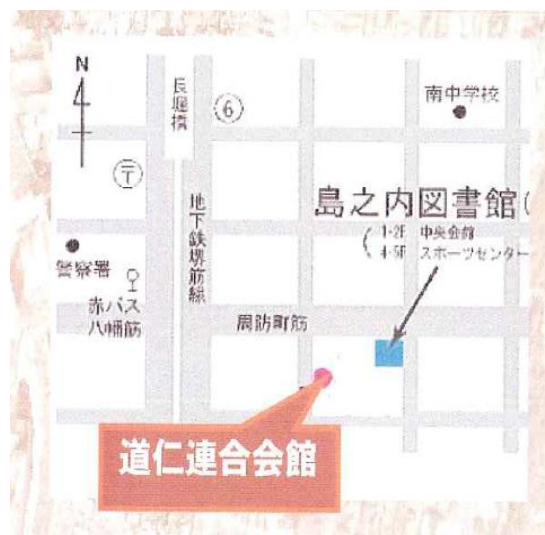 N
長堀橋
⑥
南中学校
〒
地下鉄堺筋線
島之内図書館(
1-2F 中央会館
4-5F スポーツセンター
警察署
赤バス
八幡筋
周防町筋
道仁連合会館